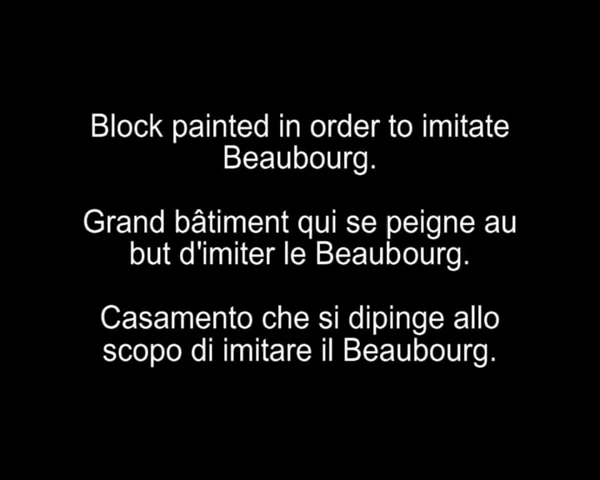 Block painted in order to imitate
Beaubourg.
Grand bâtiment qui se peigne au
but d'imiter le Beaubourg.
Casamento che si dipinge allo
scopo di imitare il Beaubourg.